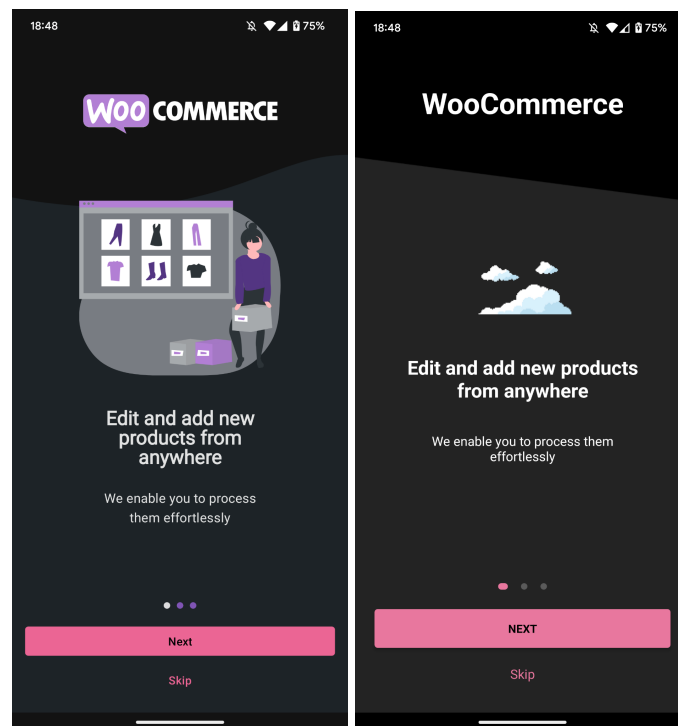 18:48
75%
WOO COMMERCE
Edit and add new
products from
anywhere
We enable you to process
them effortlessly
Next
Skip
18:48
75%
WooCommerce
Edit and add new products
from anywhere
We enable you to process them
effortlessly
NEXT
Skip